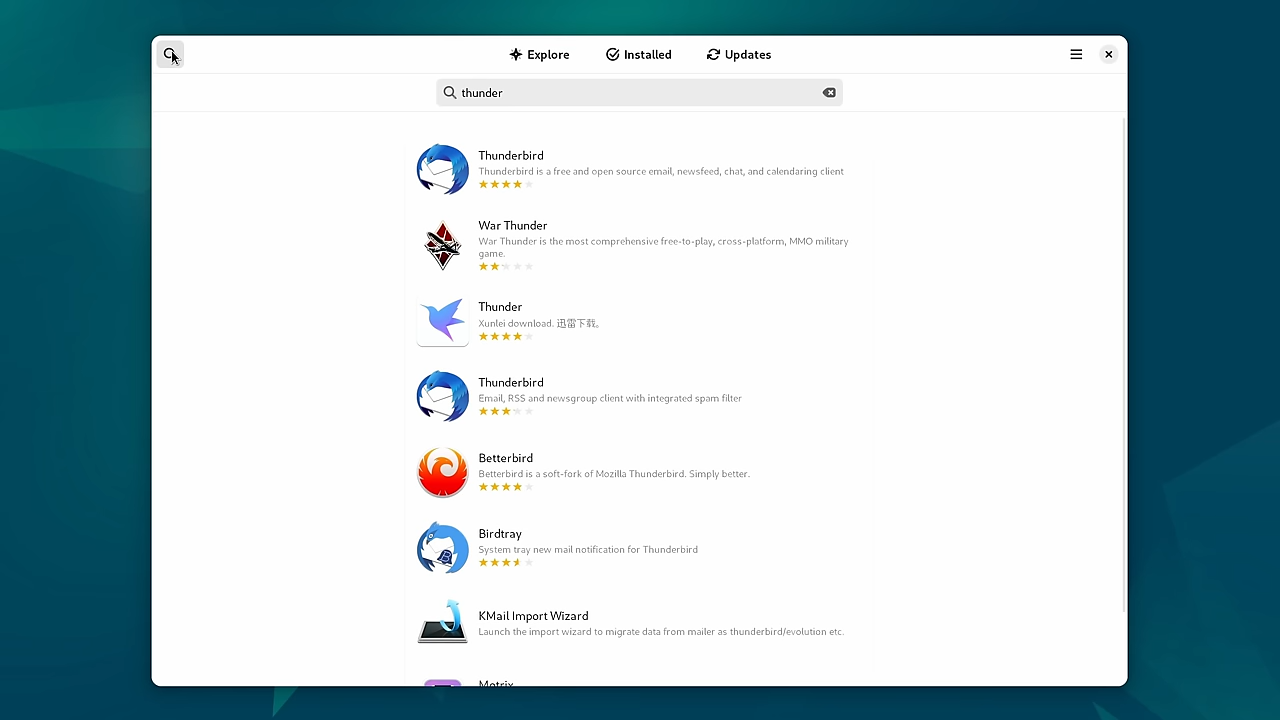 Explore Installed Updates
thunder
Thunderbird
Thunderbird is a free and open source email, newsfeed, chat, and calendaring client
War Thunder
War Thunder is the most comprehensive free-to-play, cross-platform, MMO military
game.
Thunder
Xunlei download. 迅雷下载。
Thunderbird
Email, RSS and newsgroup client with integrated spam filter
Betterbird
Betterbird is a soft-fork of Mozilla Thunderbird. Simply better.
Birdtray
System tray new mail notification for Thunderbird
KMail Import Wizard
Launch the import wizard to migrate data from mailer as thunderbird/evolution etc.